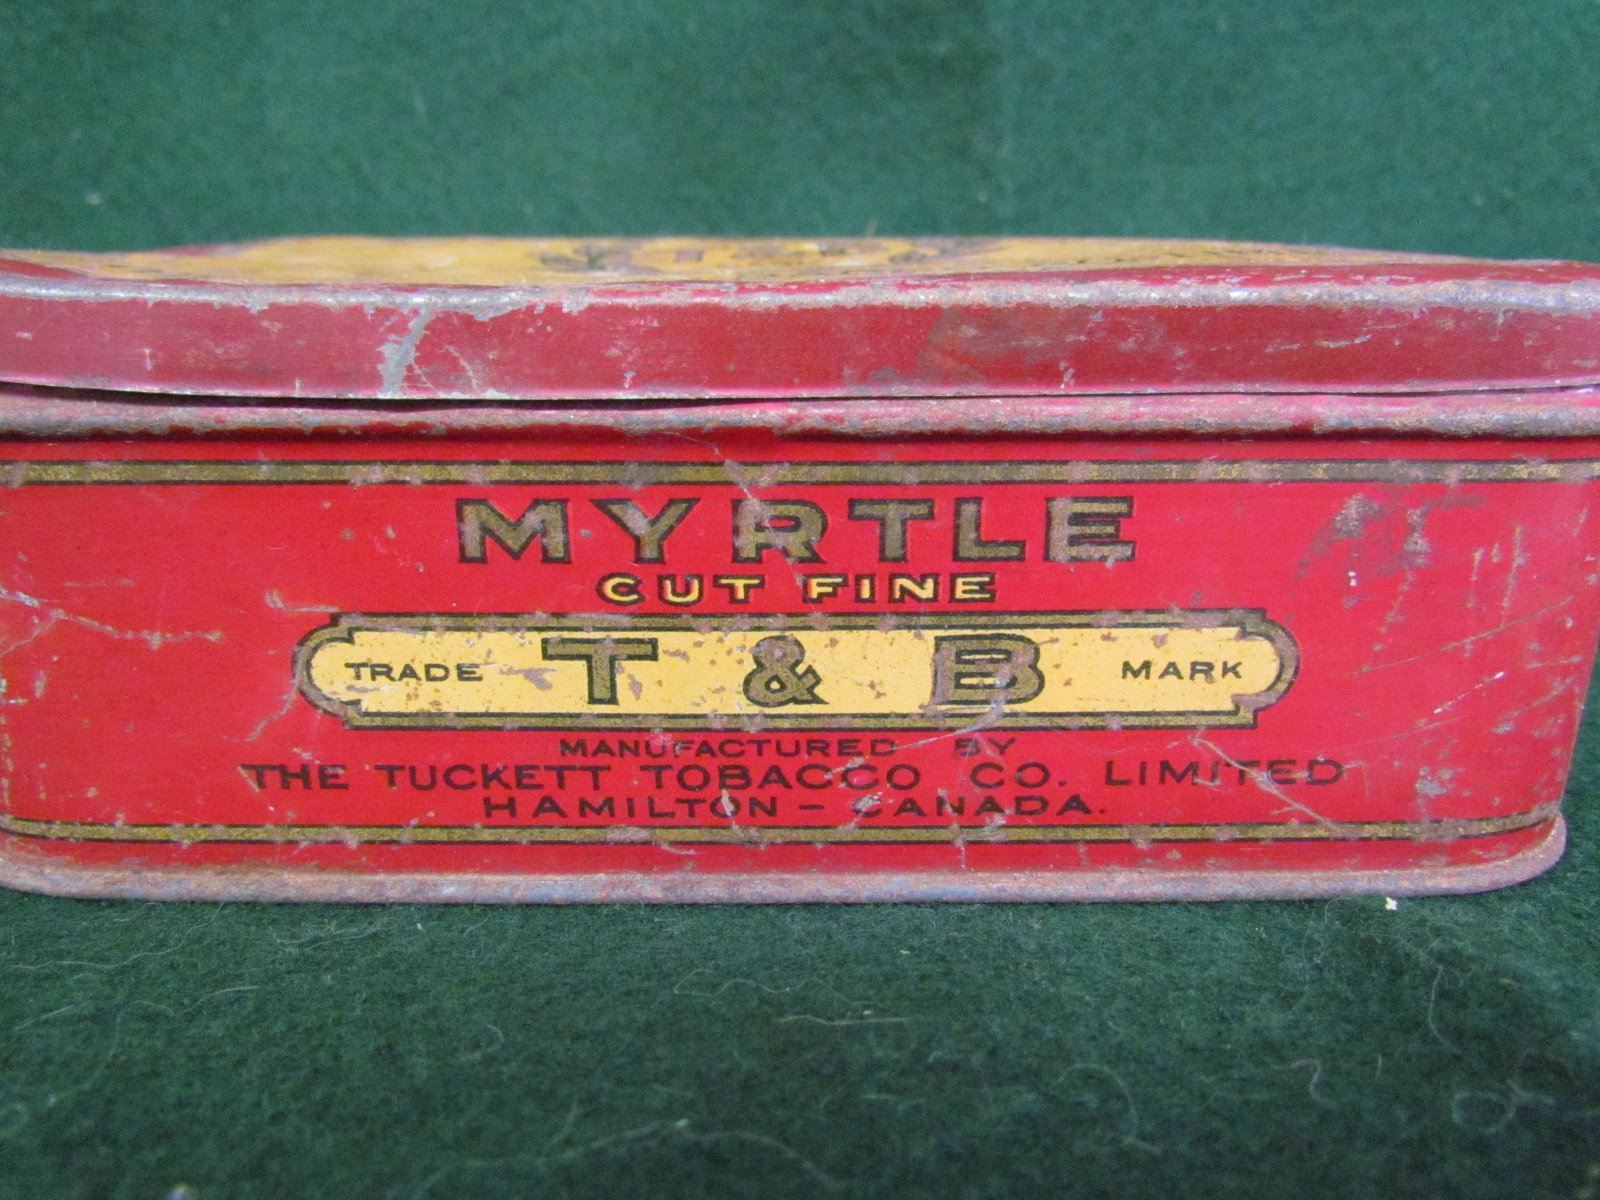 MYRTLE
CUT FINE
TRADE T & B MARK
MANUFACTURED BY
THE TUCKETT TOBACCO CO. LIMITED
HAMILTON - CANADA.